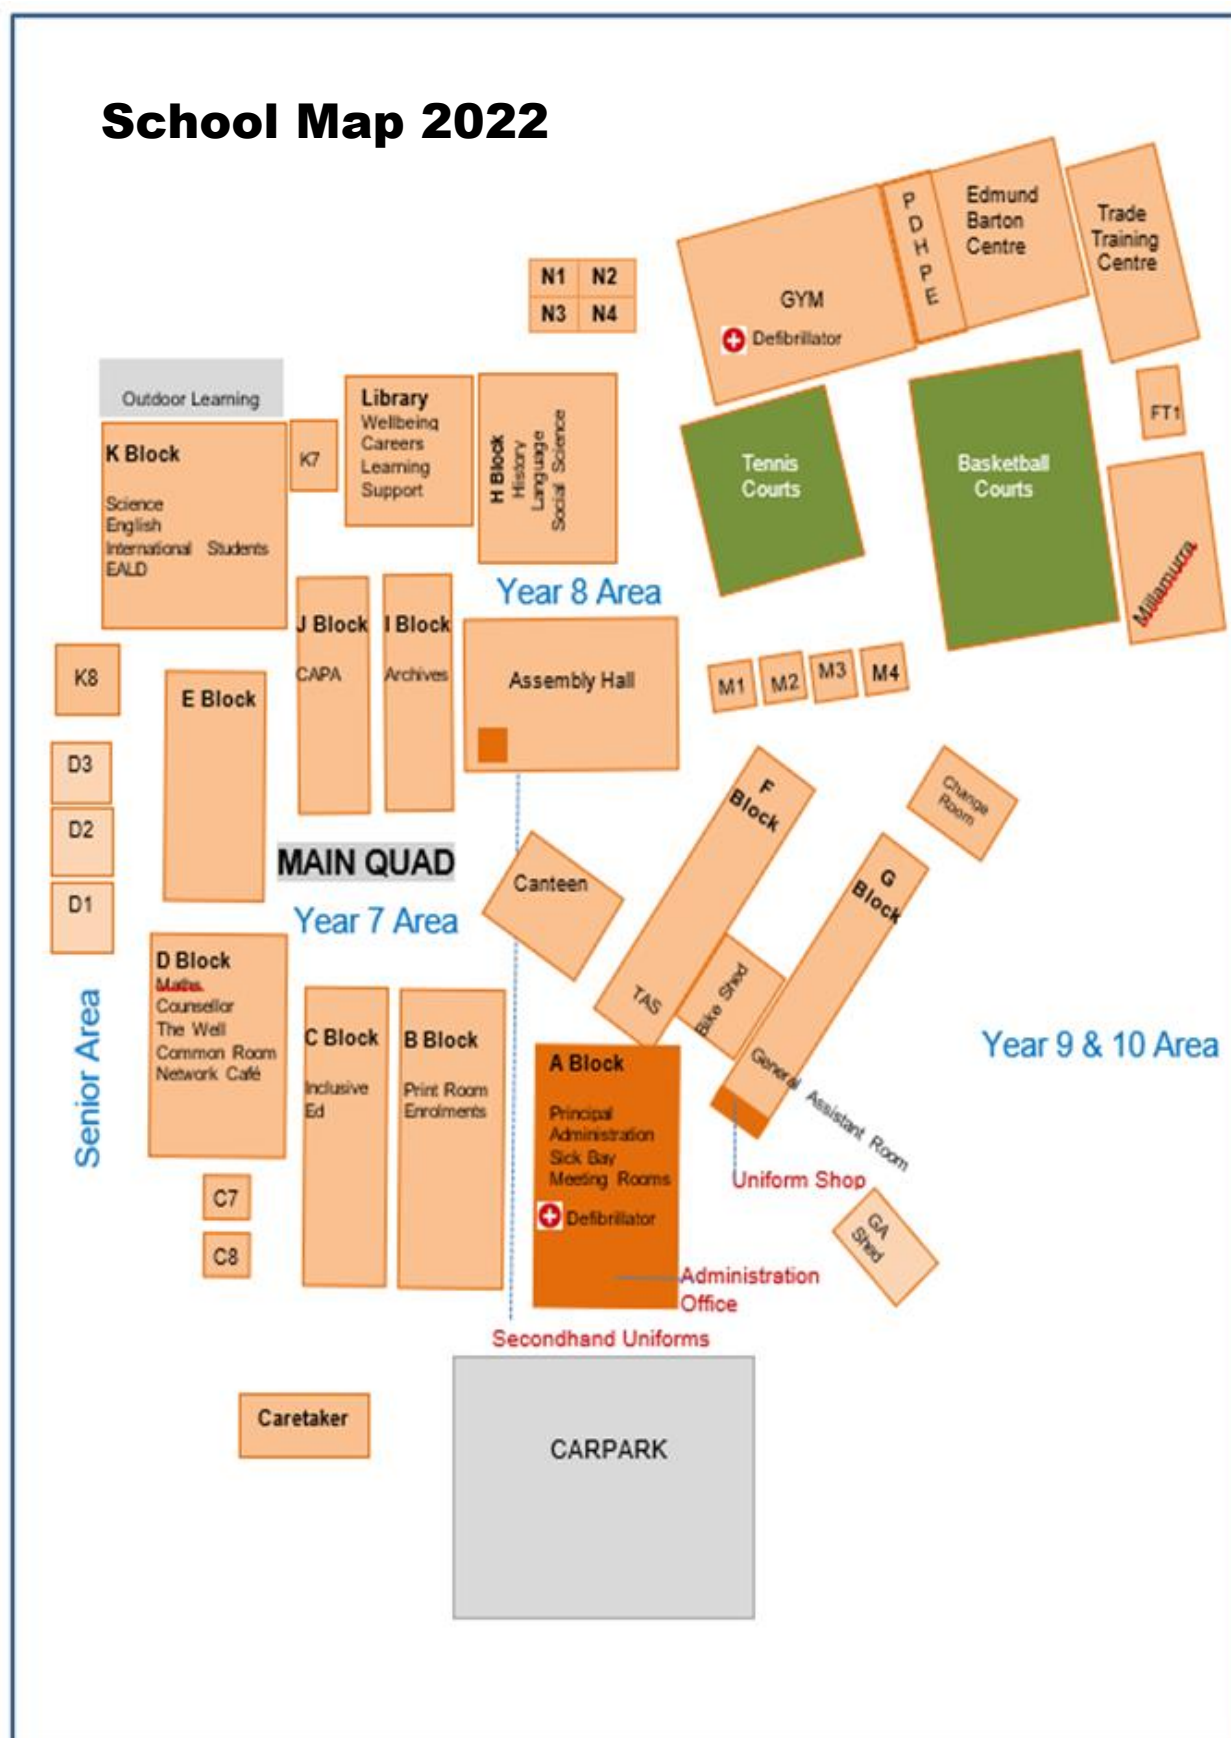 School Map 2022
P
D
H
P
E
Edmund
Barton
Centre
Trade
Training
Centre
N1 N2
N3 N4
GYM
Defibrillator
Outdoor Learning
K Block
Science
English
International Students
EALD
K7
Library
Wellbeing
Careers
Learning
Support
H Block
History
Language
Social Science
Tennis
Courts
Basketball
Courts
FT1
Millamurra
Year 8 Area
J Block
CAPA
I Block
Archives
Assembly Hall
M1
M2
M3
M4
K8
E Block
D3
D2
D1
MAIN QUAD
Year 7 Area
Canteen
F
Block
TAS
Change
Room
G
Block
Bike Shed
General Assistant Room
Year 9 & 10 Area
Senior Area
D Block
Maths
Counsellor
The Well
Common Room
Network Café
C Block
Inclusive
Ed
B Block
Print Room
Enrolments
A Block
Principal
Administration
Sick Bay
Meeting Rooms
Defibrillator
Uniform Shop
GA
Shed
C7
C8
Administration
Office
Secondhand Uniforms
Caretaker
CARPARK